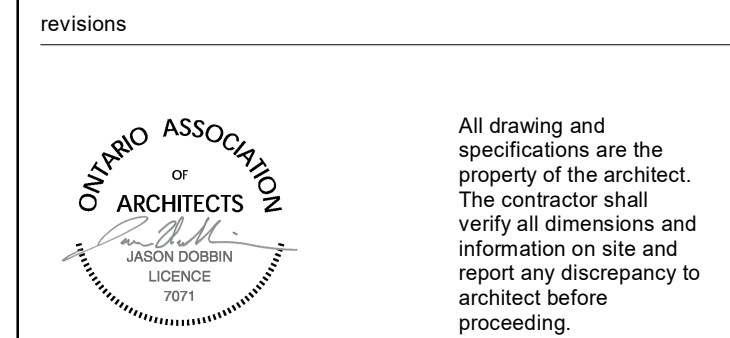 revisions
ONTARIO ASSOCIATION
OF
ARCHITECTS
JASON DOBBIN
LICENCE
7071
All drawing and
specifications are the
property of the architect.
The contractor shall
verify all dimensions and
information on site and
report any discrepancy to
architect before
proceeding.